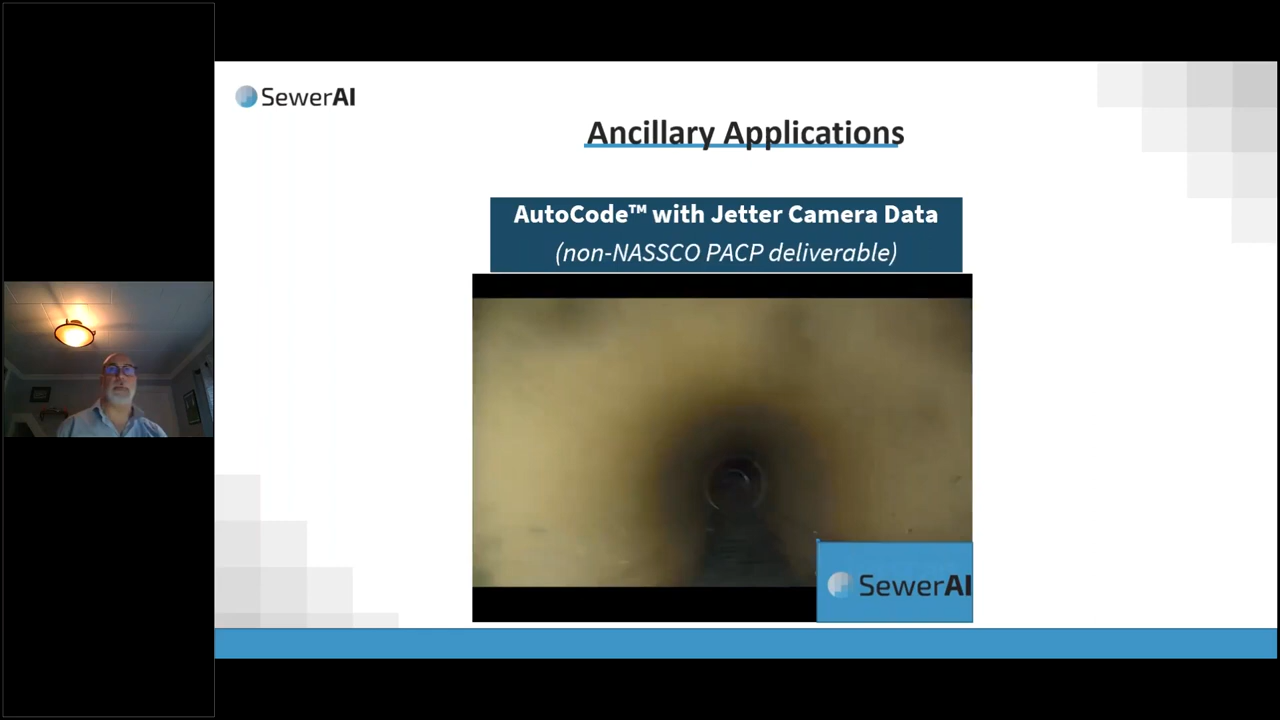 SewerAI
Ancillary Applications
AutoCode™ with Jetter Camera Data
(non-NASSCO PACP deliverable)
SewerAI